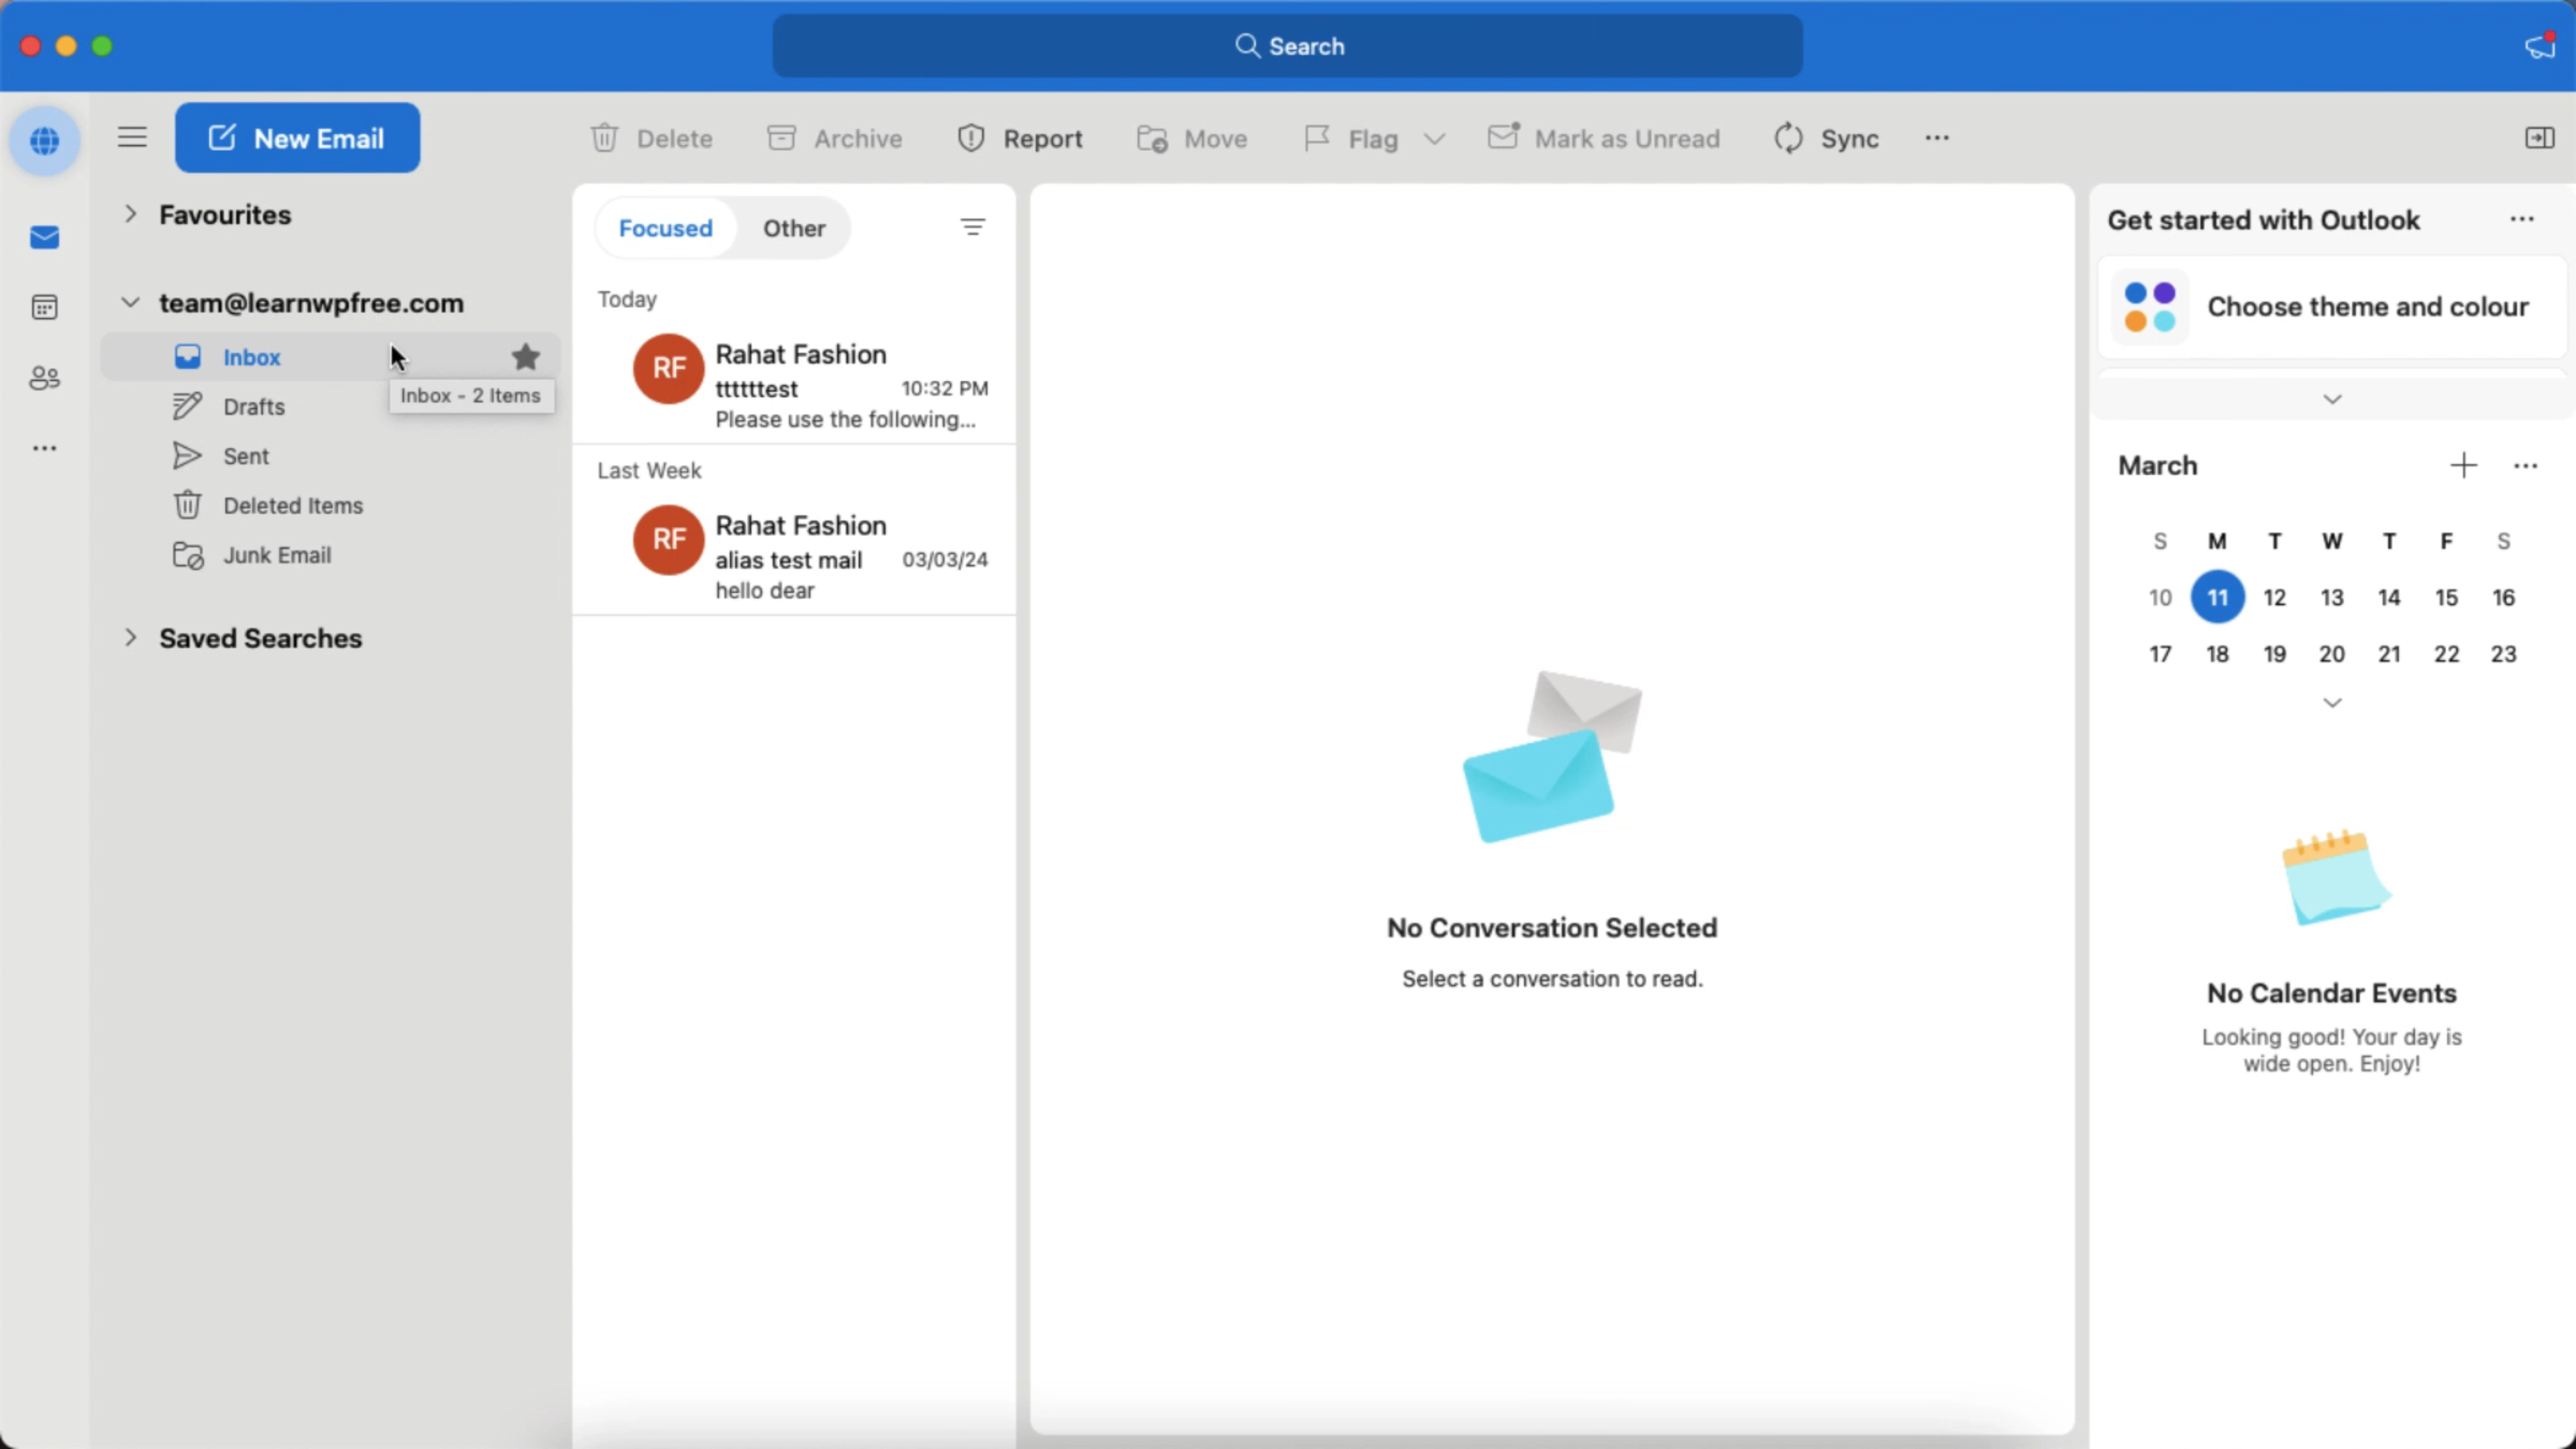 Search
New Email
Delete
Archive
Report
Move
Flag
Mark as Unread
Sync
Favourites
team@learnwpfree.com
Inbox
Inbox - 2 Items
Drafts
Sent
Deleted Items
Junk Email
Saved Searches
Focused
Other
Today
RF
Rahat Fashion
ttttttest 10:32 PM
Please use the following...
Last Week
RF
Rahat Fashion
alias test mail 03/03/24
hello dear
No Conversation Selected
Select a conversation to read.
Get started with Outlook
Choose theme and colour
March
S M T W T F S
10 11 12 13 14 15 16
17 18 19 20 21 22 23
No Calendar Events
Looking good! Your day is
wide open. Enjoy!